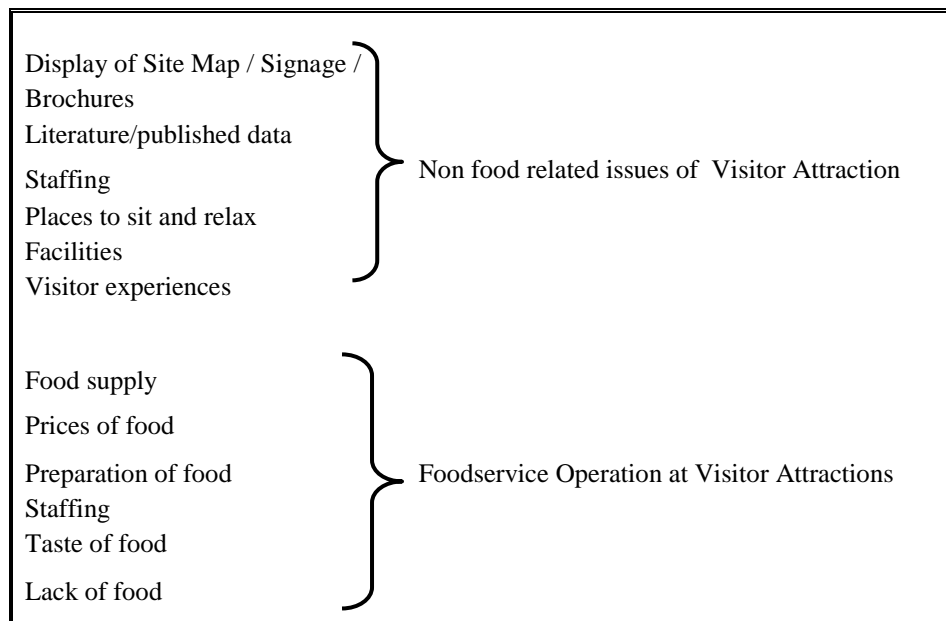 Display of Site Map / Signage /
Brochures
Literature/published data
Staffing
Places to sit and relax
Facilities
Visitor experiences
Non food related issues of Visitor Attraction
Food supply
Prices of food
Preparation of food
Staffing
Taste of food
Lack of food
Foodservice Operation at Visitor Attractions